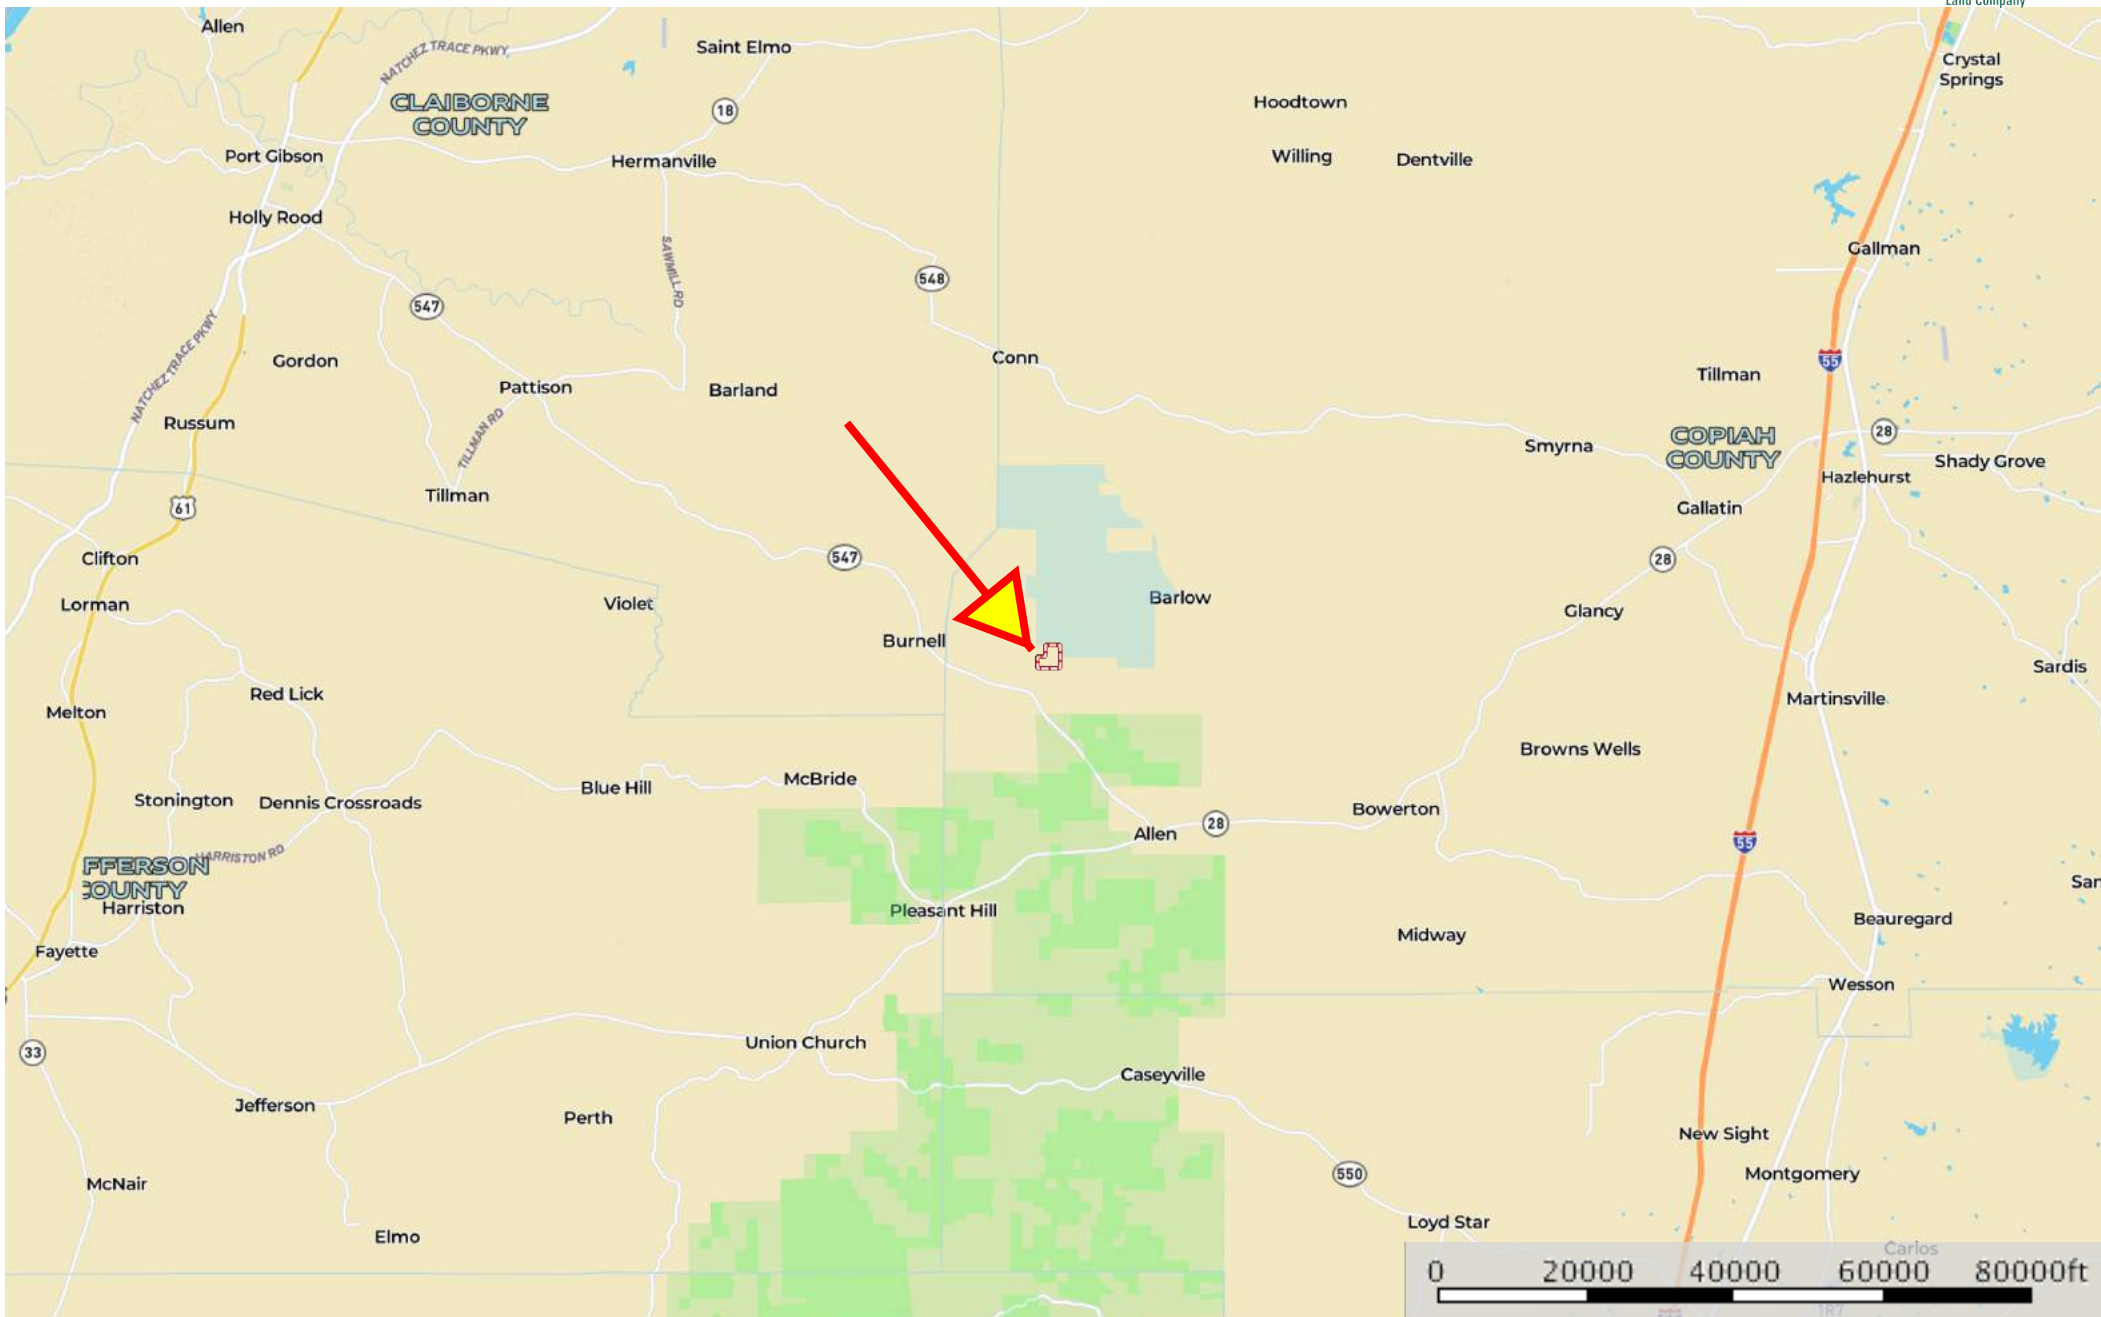 Land Company
Allen
NATCHEZ TRACE PKWY
Saint Elmo
Crystal
Springs
CLAIBORNE
COUNTY
18
Hoodtown
Port Gibson
Hermanville
Willing
Dentville
Holly Rood
SAWMILL RD
Gallman
548
547
NATCHEZ TRACE PKWY
Gordon
Conn
55
Pattison
Barland
Tillman
Russum
TILLMAN RD
COPIAH
COUNTY
28
Smyrna
Shady Grove
Hazlehurst
Tillman
61
Gallatin
Clifton
547
28
Lorman
Violet
Barlow
Glancy
Burnell
Sardis
Red Lick
Melton
Martinsville
Browns Wells
McBride
Blue Hill
Stonington
Dennis Crossroads
Bowerton
Allen
28
55
HARRISTON RD
FFERSON
COUNTY
Harriston
San
Pleasant Hill
Beauregard
Midway
Fayette
Wesson
33
Union Church
Caseyville
Jefferson
Perth
New Sight
550
Montgomery
McNair
Loyd Star
Elmo
Carlos
0 20000 40000 60000 80000ft
1R7